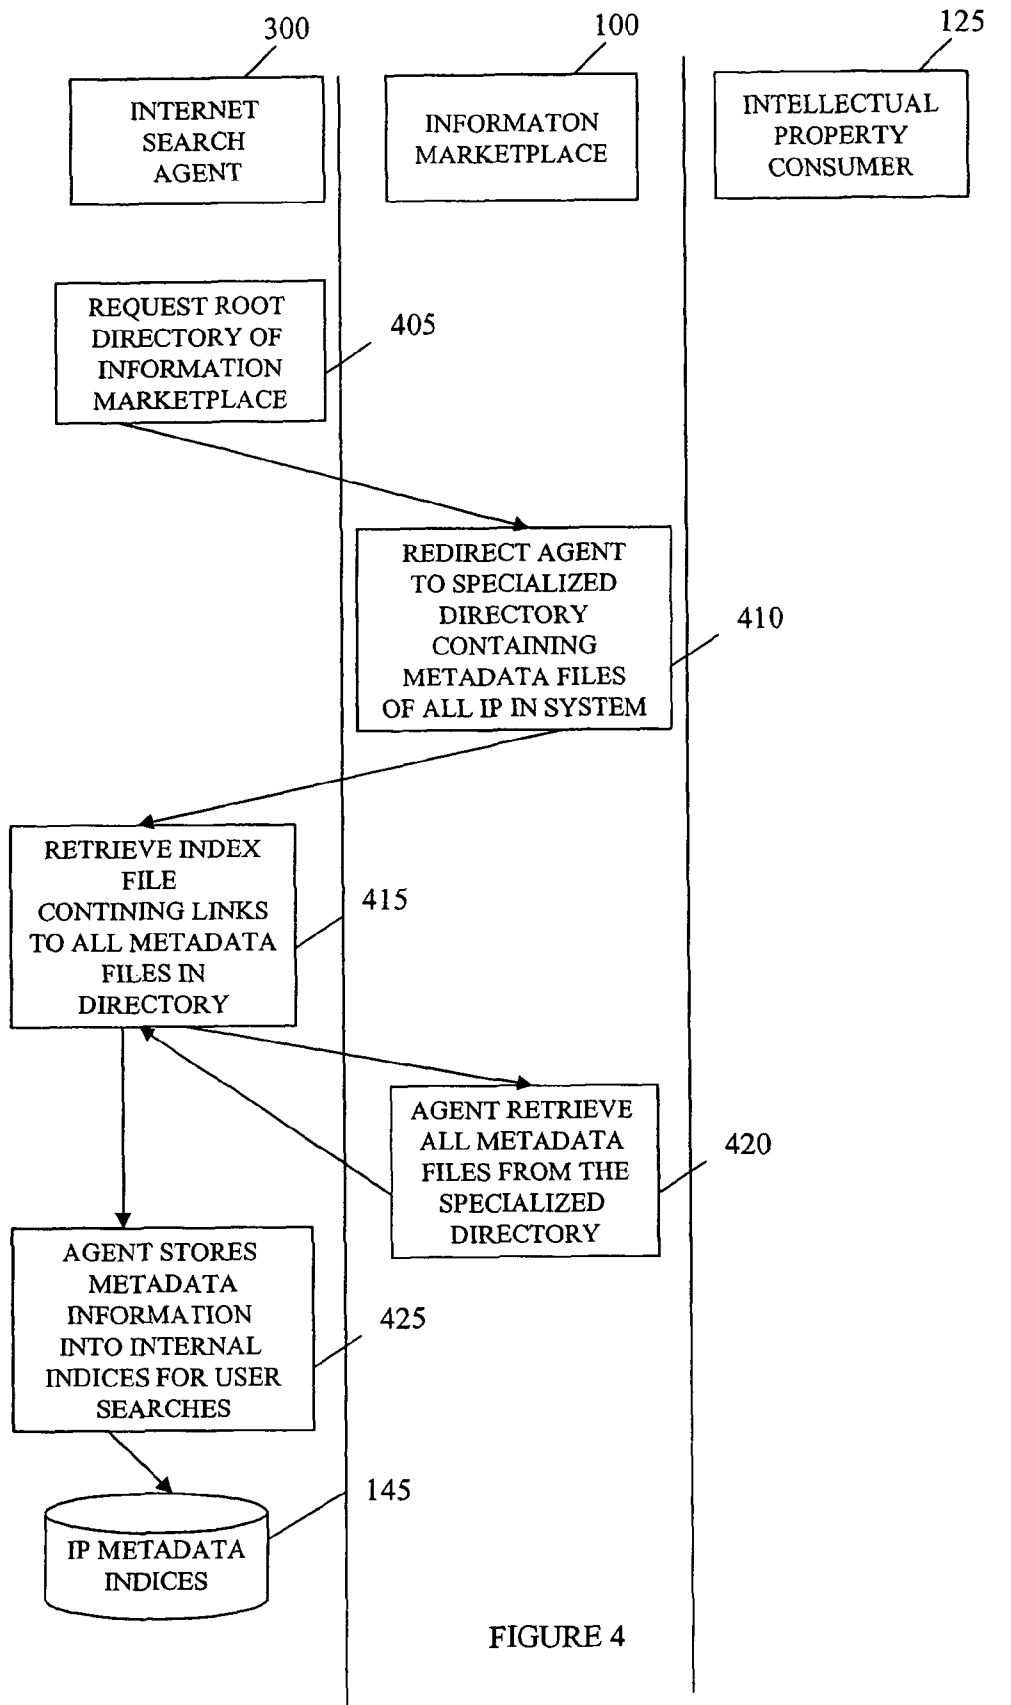 300
100
125
INTERNET
SEARCH
AGENT
INFORMATON
MARKETPLACE
INTELLECTUAL
PROPERTY
CONSUMER
REQUEST ROOT
DIRECTORY OF
INFORMATION
MARKETPLACE
405
REDIRECT AGENT
TO SPECIALIZED
DIRECTORY
CONTAINING
METADATA FILES
OF ALL IP IN SYSTEM
410
RETRIEVE INDEX
FILE
CONTINING LINKS
TO ALL METADATA
FILES IN
DIRECTORY
415
AGENT RETRIEVE
ALL METADATA
FILES FROM THE
SPECIALIZED
DIRECTORY
420
AGENT STORES
METADATA
INFORMATION
INTO INTERNAL
INDICES FOR USER
SEARCHES
425
IP METADATA
INDICES
145
FIGURE 4